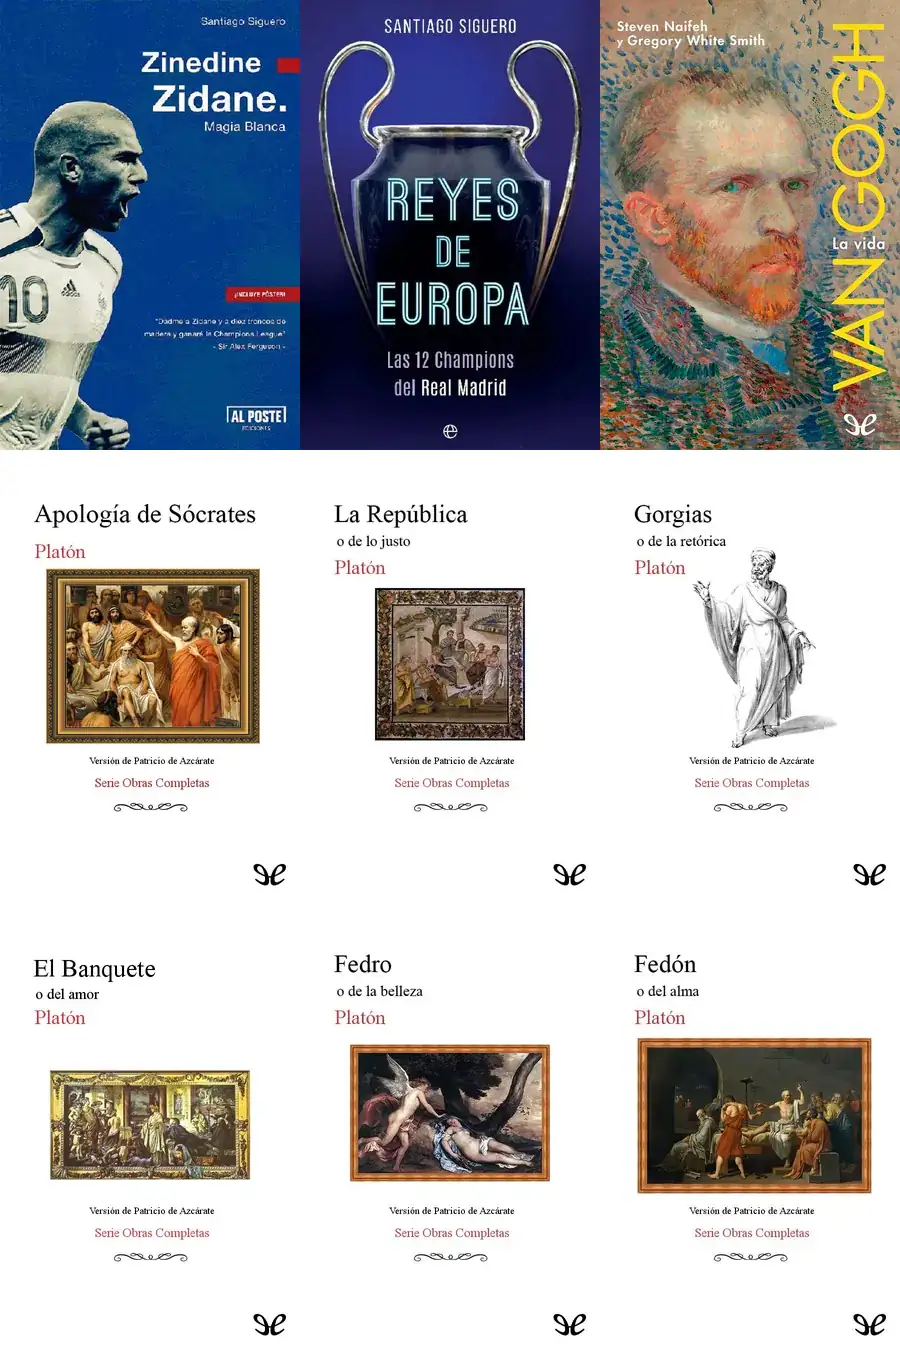 Santiago Siguero
Zinedine
Zidane.
Magia Blanca
10
adidas
¡INCLUYE PÓSTER!
"Dadme a Zidane y a diez troncos de
madera y ganaré la Champions League"
- Sir Alex Ferguson -
AL POSTE
EDICIONES
SANTIAGO SIGUERO
REYES
DE
EUROPA
Las 12 Champions
del Real Madrid
Steven Naifeh
y Gregory White Smith
VAN GOGH
La vida
Apología de Sócrates
Platón
Versión de Patricio de Azcárate
Serie Obras Completas
La República
o de lo justo
Platón
Versión de Patricio de Azcárate
Serie Obras Completas
Gorgias
o de la retórica
Platón
Versión de Patricio de Azcárate
Serie Obras Completas
El Banquete
o del amor
Platón
Versión de Patricio de Azcárate
Serie Obras Completas
Fedro
o de la belleza
Platón
Versión de Patricio de Azcárate
Serie Obras Completas
Fedón
o del alma
Platón
Versión de Patricio de Azcárate
Serie Obras Completas